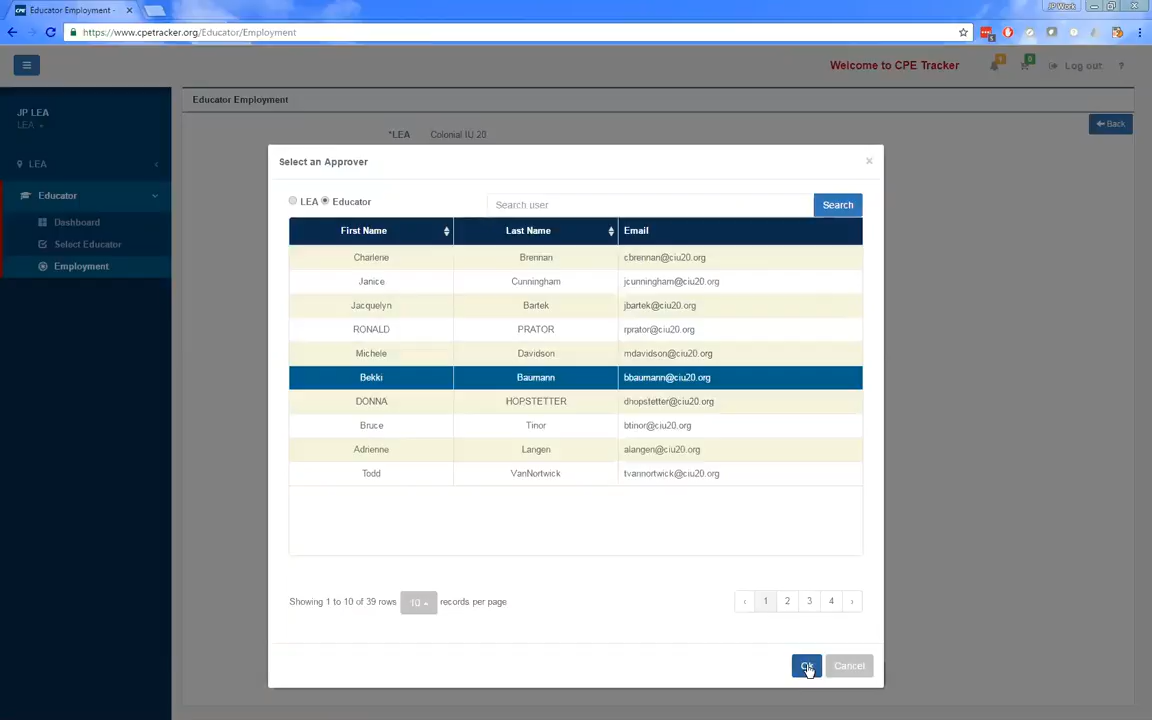 Educator Employment -
JP Work
https://www.cpetracker.org/Educator/Employment
Welcome to CPE Tracker
Log out
?
JP LEA
LEA
Educator Employment
*LEA Colonial IU 20
Back
LEA
Educator
Dashboard
Select Educator
Employment
Select an Approver
×
LEA Educator
Search user
Search
First Name Last Name Email
Charlene Brennan cbrennan@ciu20.org
Janice Cunningham jcunningham@ciu20.org
Jacquelyn Bartek jbartek@ciu20.org
RONALD PRATOR rprator@ciu20.org
Michele Davidson mdavidson@ciu20.org
Bekki Baumann bbaumann@ciu20.org
DONNA HOPSTETTER dhopstetter@ciu20.org
Bruce Tinor btinor@ciu20.org
Adrienne Langen alangen@ciu20.org
Todd VanNortwick tvannortwick@ciu20.org
Showing 1 to 10 of 39 rows 10 records per page
‹ 1 2 3 4 ›
Ok
Cancel